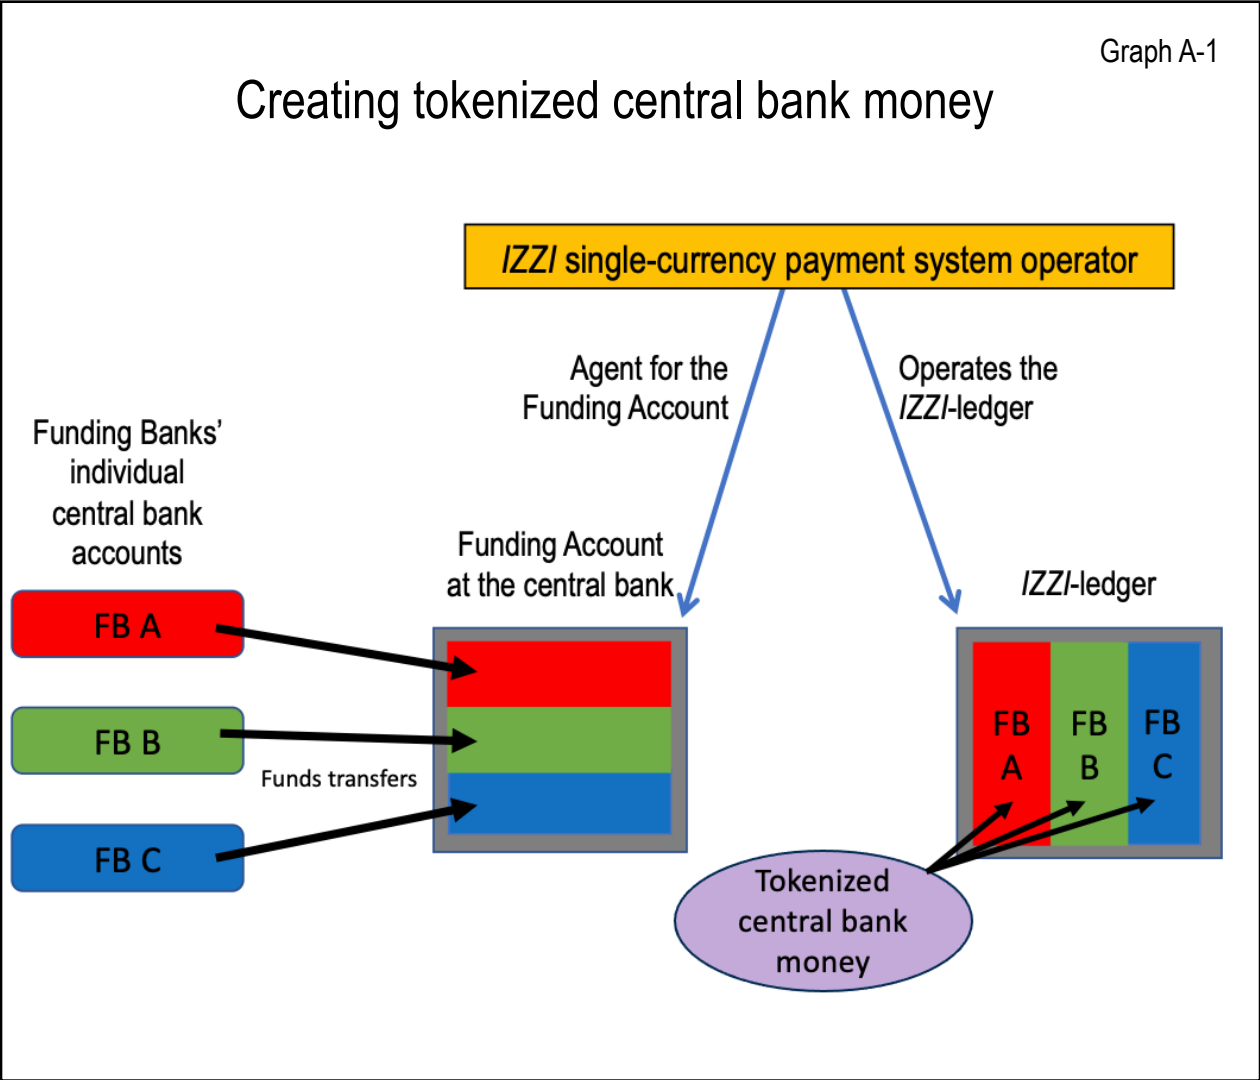 Graph A-1
Creating tokenized central bank money
IZZI single-currency payment system operator
Agent for the
Funding Account
Operates the
IZZI-ledger
Funding Banks’
individual
central bank
accounts
Funding Account
at the central bank
IZZI-ledger
FB A
FB B
FB C
Funds transfers
FB
A
FB
B
FB
C
Tokenized
central bank
money